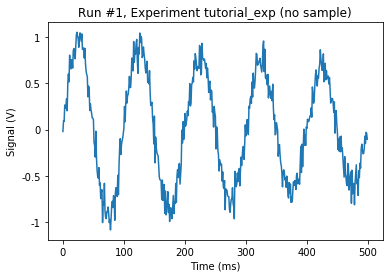 Run #1, Experiment tutorial_exp (no sample)
1
0.5
0
-0.5
-1
Signal (V)
0 100 200 300 400 500
Time (ms)